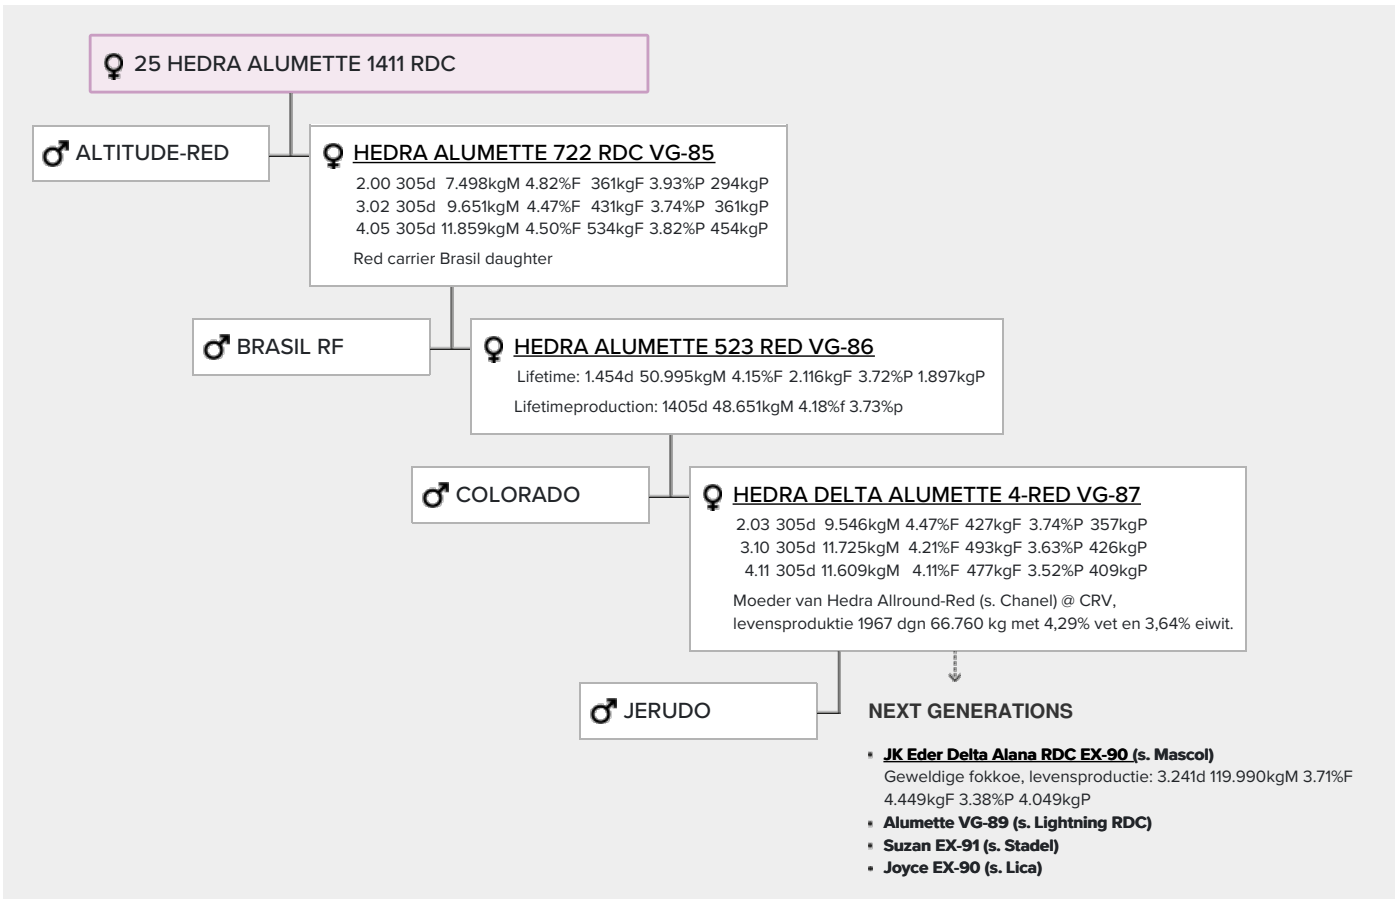 25 HEDRA ALUMETTE 1411 RDC
ALTITUDE-RED
HEDRA ALUMETTE 722 RDC VG-85
2.00 305d 7.498kgM 4.82%F 361kgF 3.93%P 294kgP
3.02 305d 9.651kgM 4.47%F 431kgF 3.74%P 361kgP
4.05 305d 11.859kgM 4.50%F 534kgF 3.82%P 454kgP
Red carrier Brasil daughter
BRASIL RF
HEDRA ALUMETTE 523 RED VG-86
Lifetime: 1.454d 50.995kgM 4.15%F 2.116kgF 3.72%P 1.897kgP
Lifetimeproduction: 1405d 48.651kgM 4.18%f 3.73%p
COLORADO
HEDRA DELTA ALUMETTE 4-RED VG-87
2.03 305d 9.546kgM 4.47%F 427kgF 3.74%P 357kgP
3.10 305d 11.725kgM 4.21%F 493kgF 3.63%P 426kgP
4.11 305d 11.609kgM 4.11%F 477kgF 3.52%P 409kgP
Moeder van Hedra Allround-Red (s. Chanel) @ CRV,
levensproduktie 1967 dgn 66.760 kg met 4,29% vet en 3,64% eiwit.
JERUDO
NEXT GENERATIONS
JK Eder Delta Alana RDC EX-90 (s. Mascol)
Geweldige fokkoe, levensproductie: 3.241d 119.990kgM 3.71%F
4.449kgF 3.38%P 4.049kgP
Alumette VG-89 (s. Lightning RDC)
Suzan EX-91 (s. Stadel)
Joyce EX-90 (s. Lica)